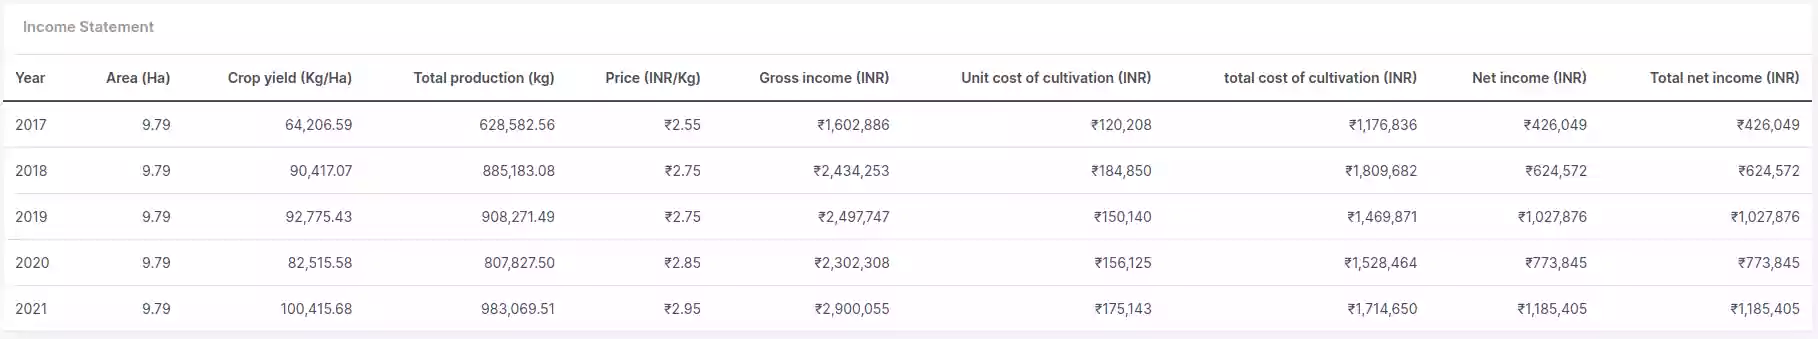 Income Statement
Year Area (Ha) Crop yield (Kg/Ha) Total production (kg) Price (INR/Kg) Gross income (INR) Unit cost of cultivation (INR) total cost of cultivation (INR) Net income (INR) Total net income (INR)
2017 9.79 64,206.59 628,582.56 ₹2.55 ₹1,602,886 ₹120,208 ₹1,176,836 ₹426,049 ₹426,049
2018 9.79 90,417.07 885,183.08 ₹2.75 ₹2,434,253 ₹184,850 ₹1,809,682 ₹624,572 ₹624,572
2019 9.79 92,775.43 908,271.49 ₹2.75 ₹2,497,747 ₹150,140 ₹1,469,871 ₹1,027,876 ₹1,027,876
2020 9.79 82,515.58 807,827.50 ₹2.85 ₹2,302,308 ₹156,125 ₹1,528,464 ₹773,845 ₹773,845
2021 9.79 100,415.68 983,069.51 ₹2.95 ₹2,900,055 ₹175,143 ₹1,714,650 ₹1,185,405 ₹1,185,405